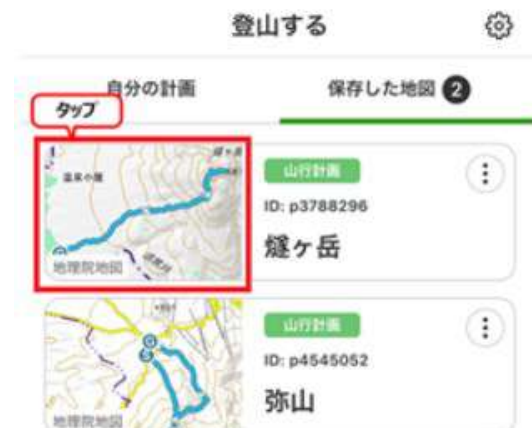 登山する
自分の計画
保存した地図 2
タップ
温泉小屋
地理院地図
山行計画
ID: p3788296
燧ヶ岳
地理院地図
山行計画
ID: p4545052
弥山